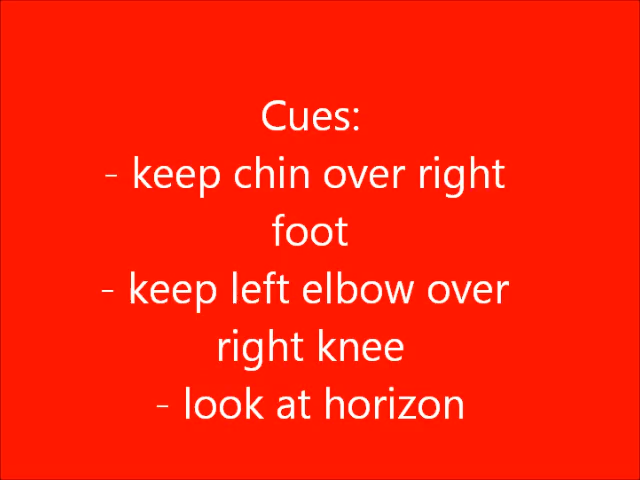 Cues:
- keep chin over right
foot
- keep left elbow over
right knee
- look at horizon